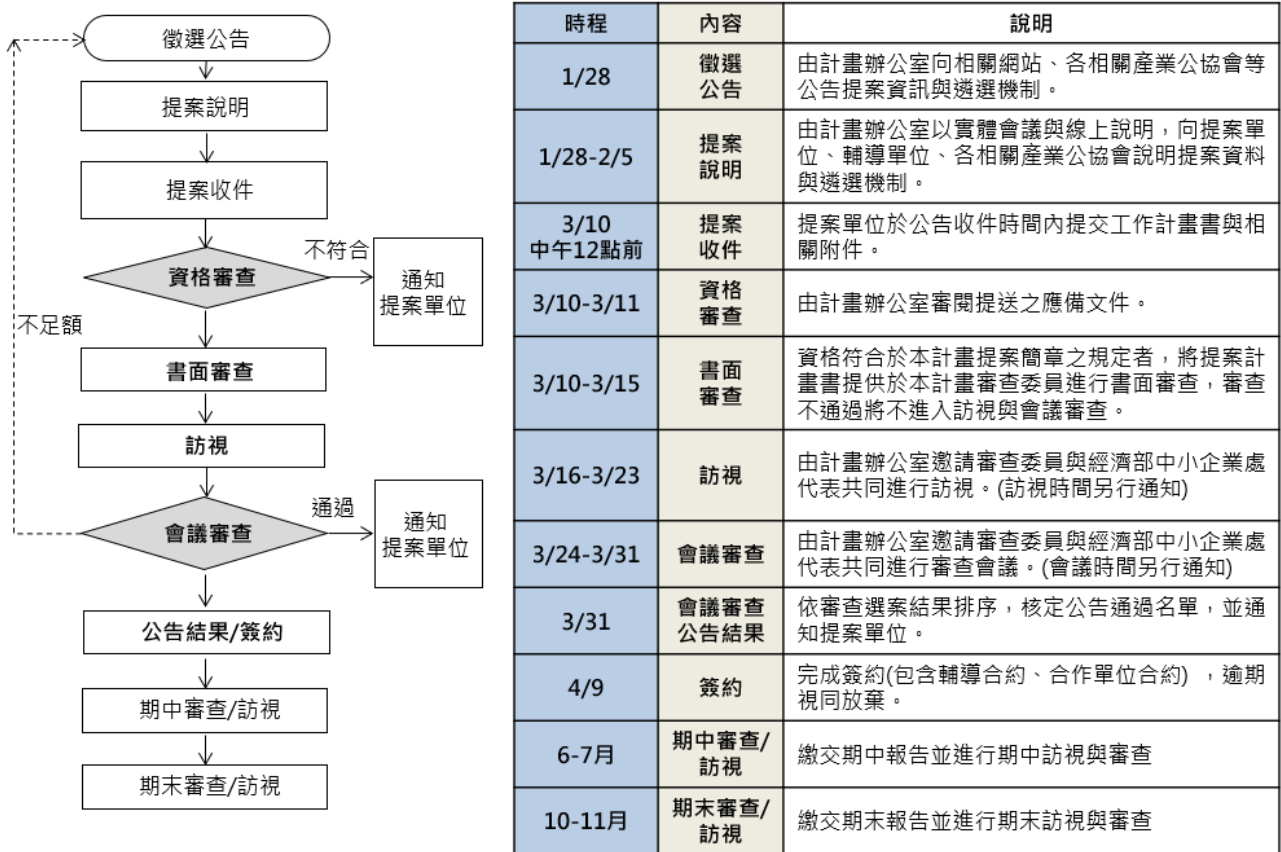 徵選公告
提案說明
提案收件
不符合
資格審查
通知
提案單位
不足額
書面審查
訪視
通過
會議審查
通知
提案單位
公告結果/簽約
期中審查/訪視
期末審查/訪視
時程 內容 說明
1/28
徵選
公告
由計畫辦公室向相關網站、各相關產業公協會等
公告提案資訊與遴選機制。
1/28-2/5
提案
說明
由計畫辦公室以實體會議與線上說明，向提案單
位、輔導單位、各相關產業公協會說明提案資料
與遴選機制。
3/10
中午12點前
提案
收件
提案單位於公告收件時間內提交工作計畫書與相
關附件。
3/10-3/11
資格
審查
由計畫辦公室審閱提送之應備文件。
3/10-3/15
書面
審查
資格符合於本計畫提案簡章之規定者，將提案計
畫書提供於本計畫審查委員進行書面審查，審查
不通過將不進入訪視與會議審查。
3/16-3/23
訪視
由計畫辦公室邀請審查委員與經濟部中小企業處
代表共同進行訪視。(訪視時間另行通知)
3/24-3/31
會議審查
由計畫辦公室邀請審查委員與經濟部中小企業處
代表共同進行審查會議。(會議時間另行通知)
3/31
會議審查
公告結果
依審查選案結果排序，核定公告通過名單，並通
知提案單位。
4/9
簽約
完成簽約(包含輔導合約、合作單位合約) ，逾期
視同放棄。
6-7月
期中審查/
訪視
繳交期中報告並進行期中訪視與審查
10-11月
期末審查/
訪視
繳交期末報告並進行期末訪視與審查